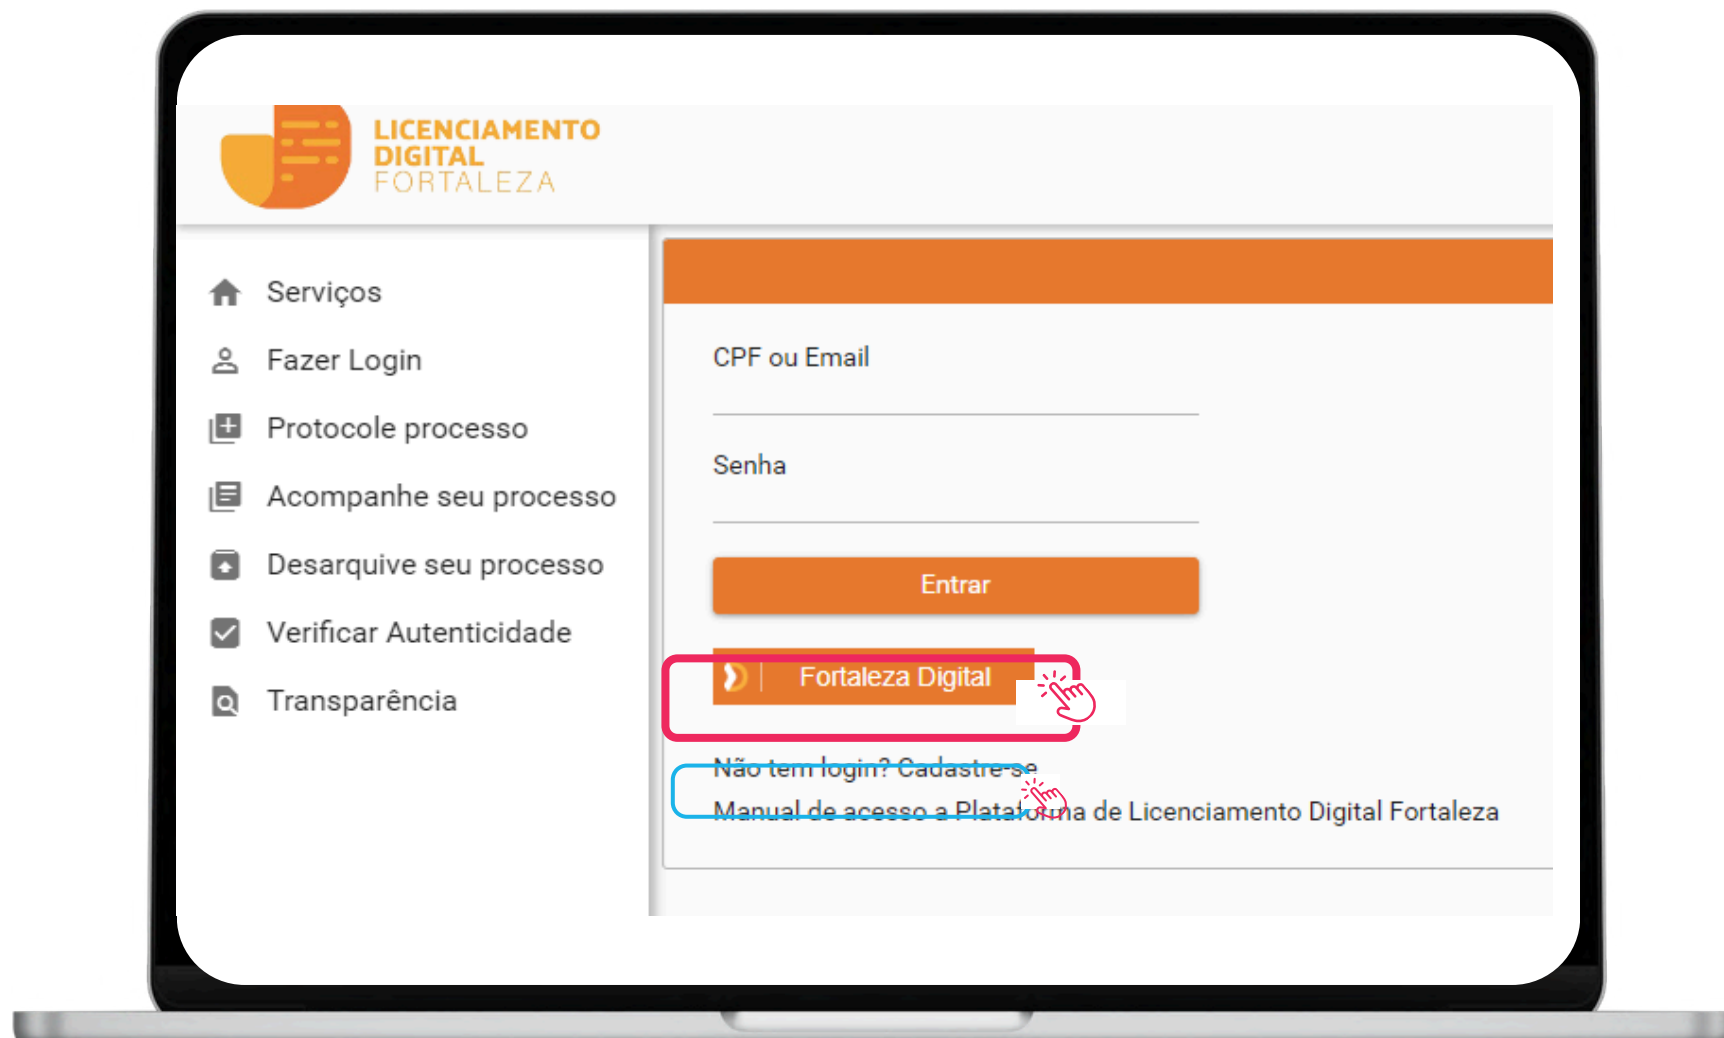 LICENCIAMENTO
DIGITAL
FORTALEZA
Serviços
Fazer Login
Protocole processo
Acompanhe seu processo
Desarquive seu processo
Verificar Autenticidade
Transparência
CPF ou Email
Senha
Entrar
Fortaleza Digital
Não tem login? Cadastre-se
Manual de acesso a Plataforma de Licenciamento Digital Fortaleza